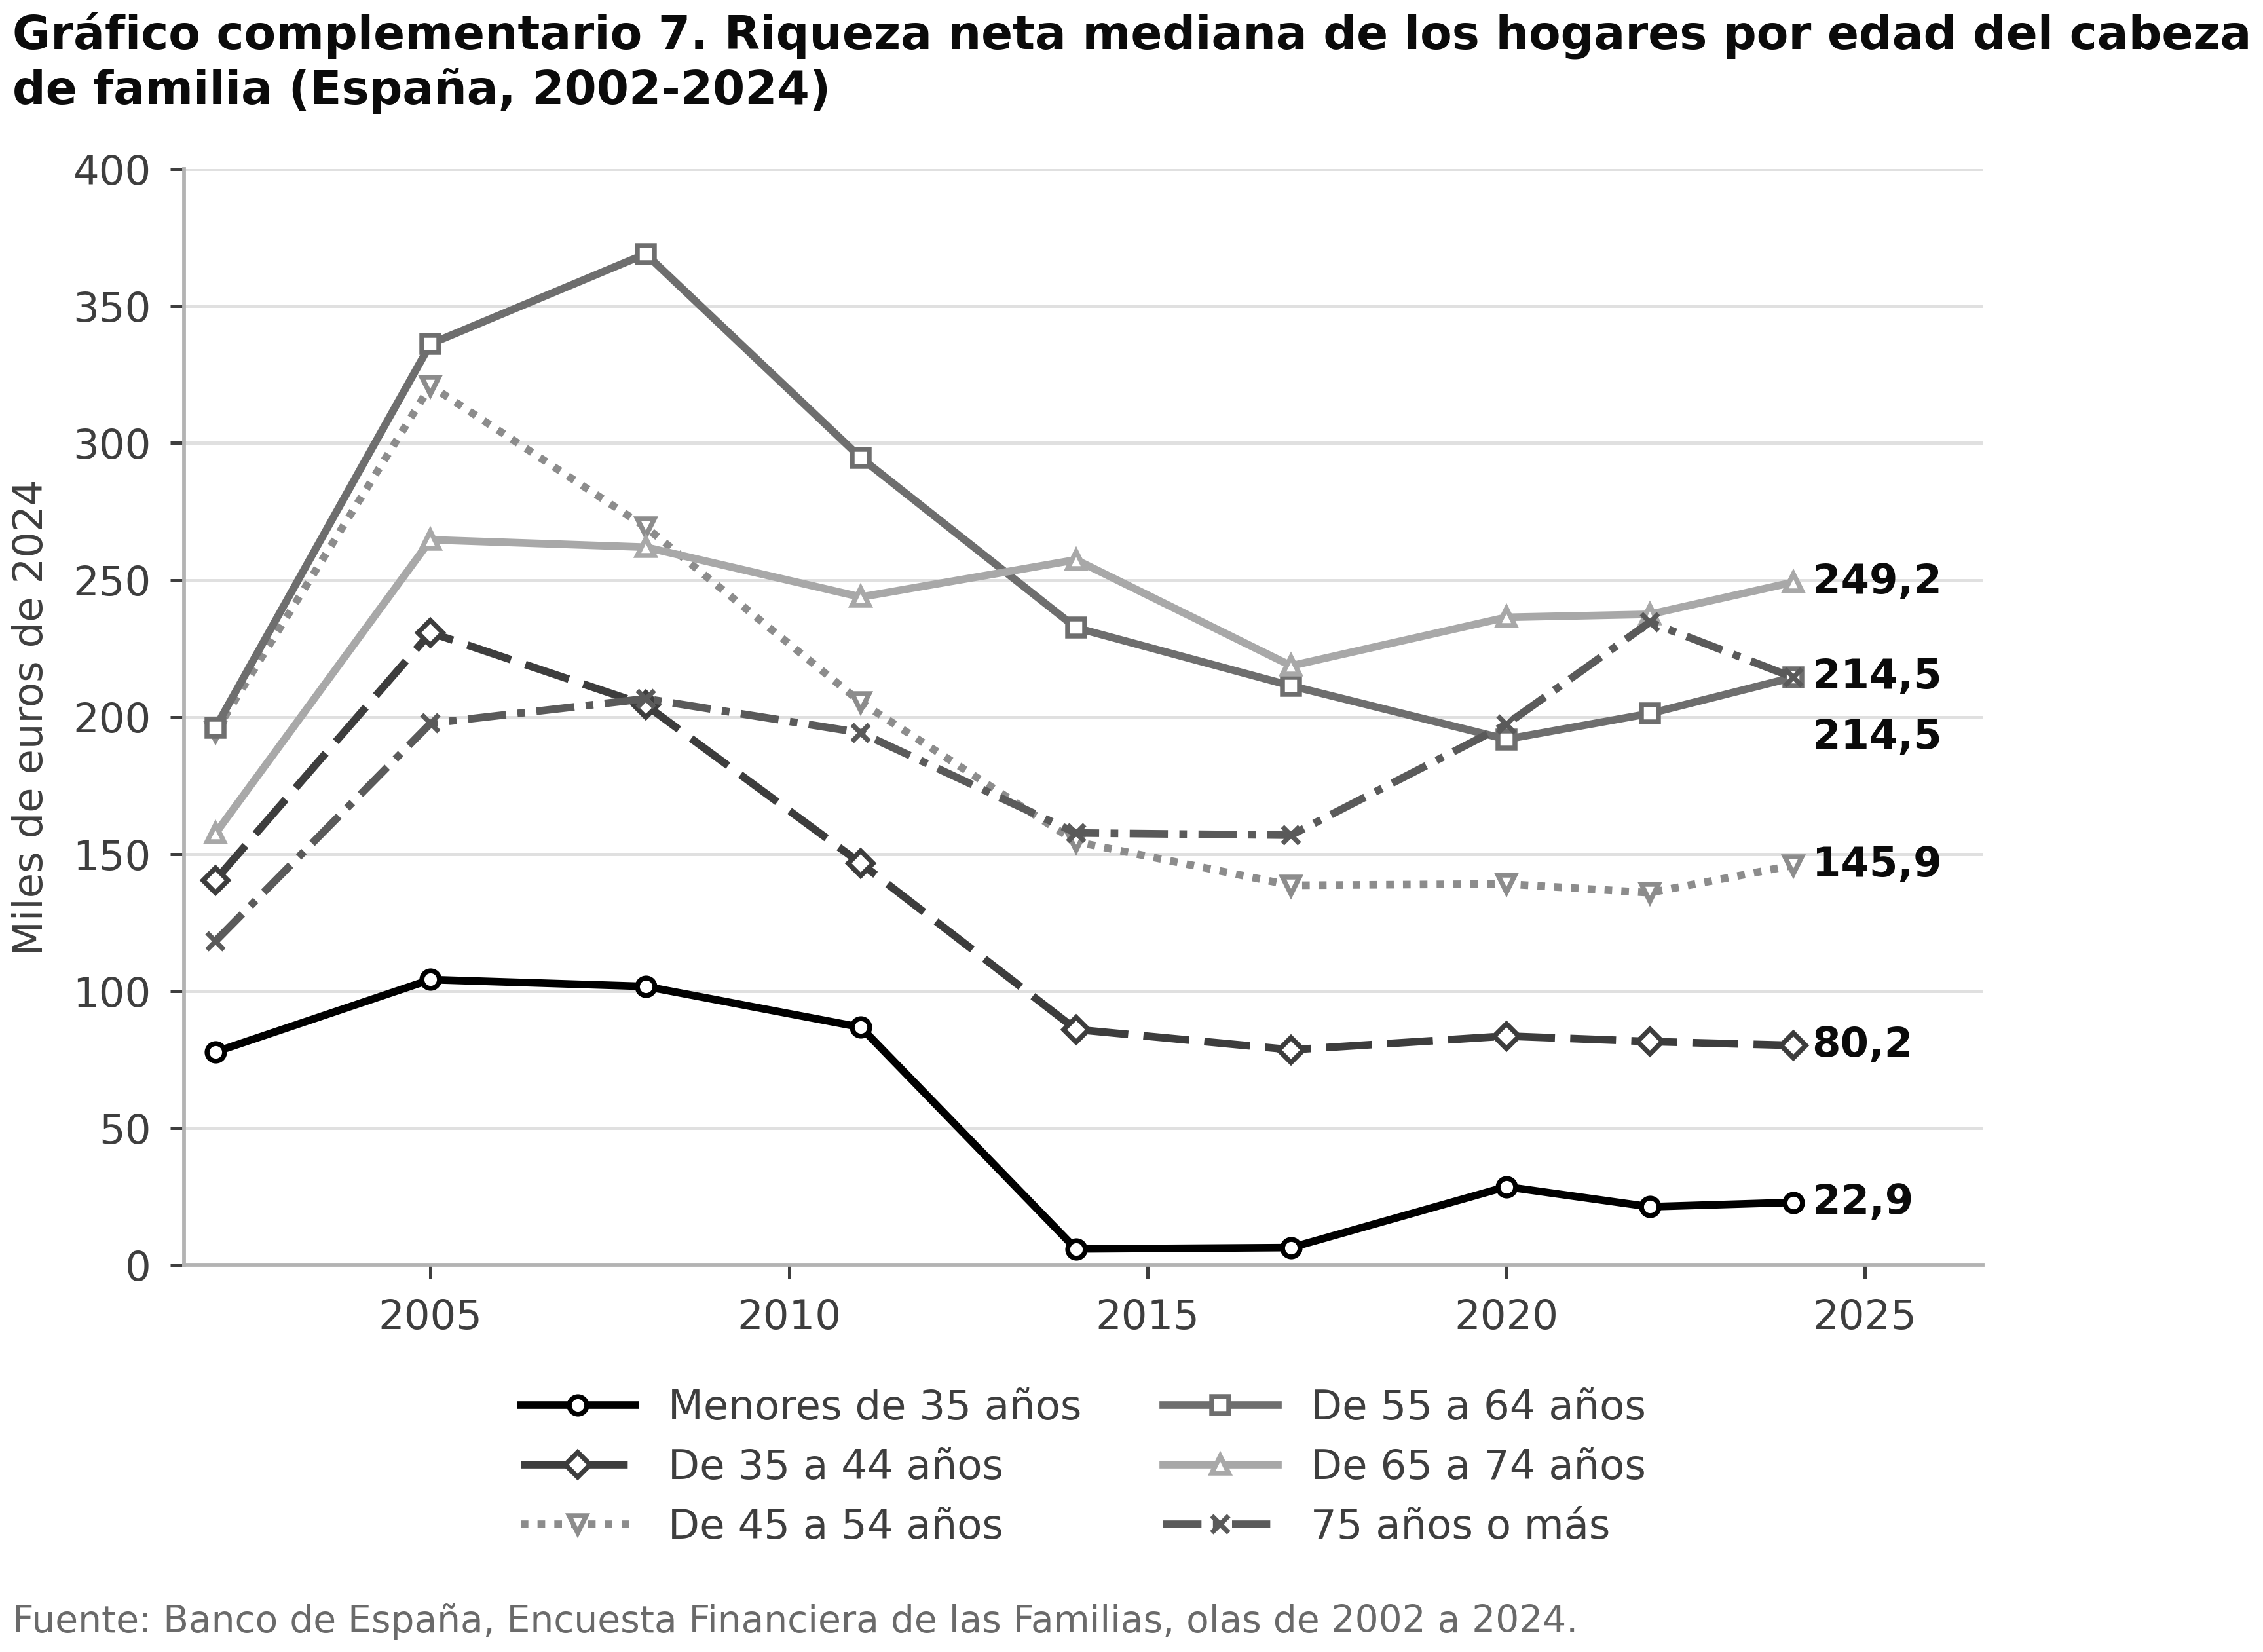 Gráfico complementario 7. Riqueza neta mediana de los hogares por edad del cabeza
de familia (España, 2002-2024)
Miles de euros de 2024
400
350
300
250
200
150
100
50
0
249,2
214,5
214,5
145,9
80,2
22,9
2005
2010
2015
2020
2025
Menores de 35 años
De 35 a 44 años
De 45 a 54 años
De 55 a 64 años
De 65 a 74 años
75 años o más
Fuente: Banco de España, Encuesta Financiera de las Familias, olas de 2002 a 2024.